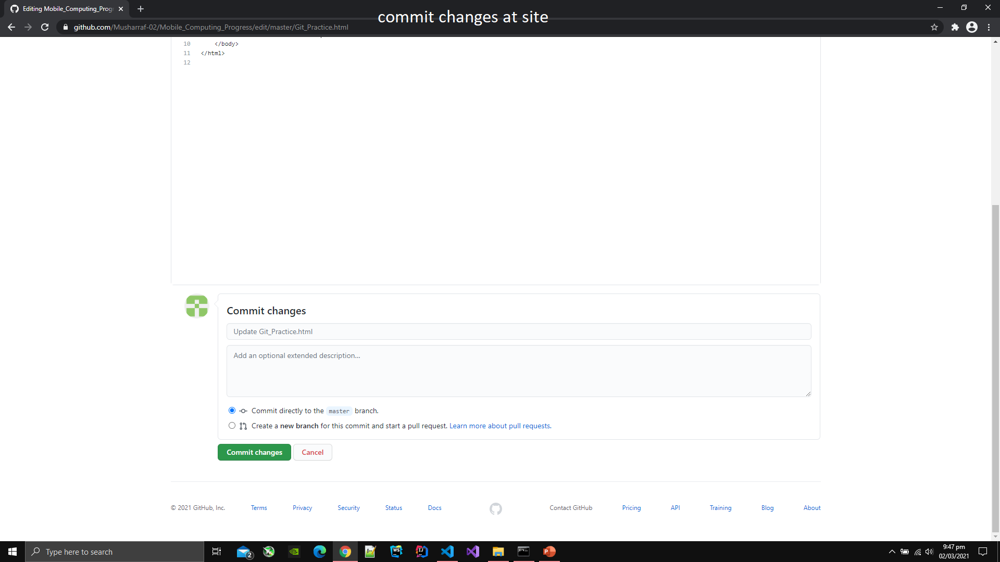 Editing Mobile_Computing_Progr
commit changes at site
github.com/Musharraf-02/Mobile_Computing_Progress/edit/master/Git_Practice.html
10 </body>
11 </html>
12
Commit changes
Update Git_Practice.html
Add an optional extended description...
Commit directly to the master branch.
Create a new branch for this commit and start a pull request. Learn more about pull requests.
Commit changes Cancel
© 2021 GitHub, Inc. Terms Privacy Security Status Docs Contact GitHub Pricing API Training Blog About
Type here to search
2
WS
IJ
9:47 pm
02/03/2021